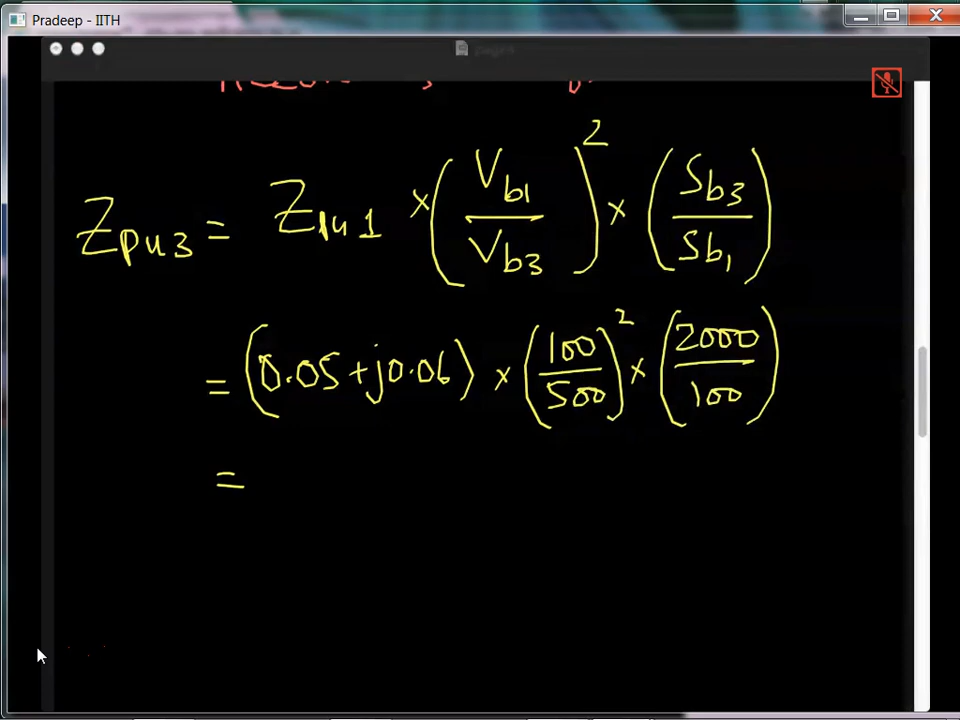 Pradeep - IITH
Zpu3 = Zpu1 × (Vb1/Vb3)² × (Sb3/Sb1)
= (0.05 + j0.06) × (100/500)² × (2000/100)
=